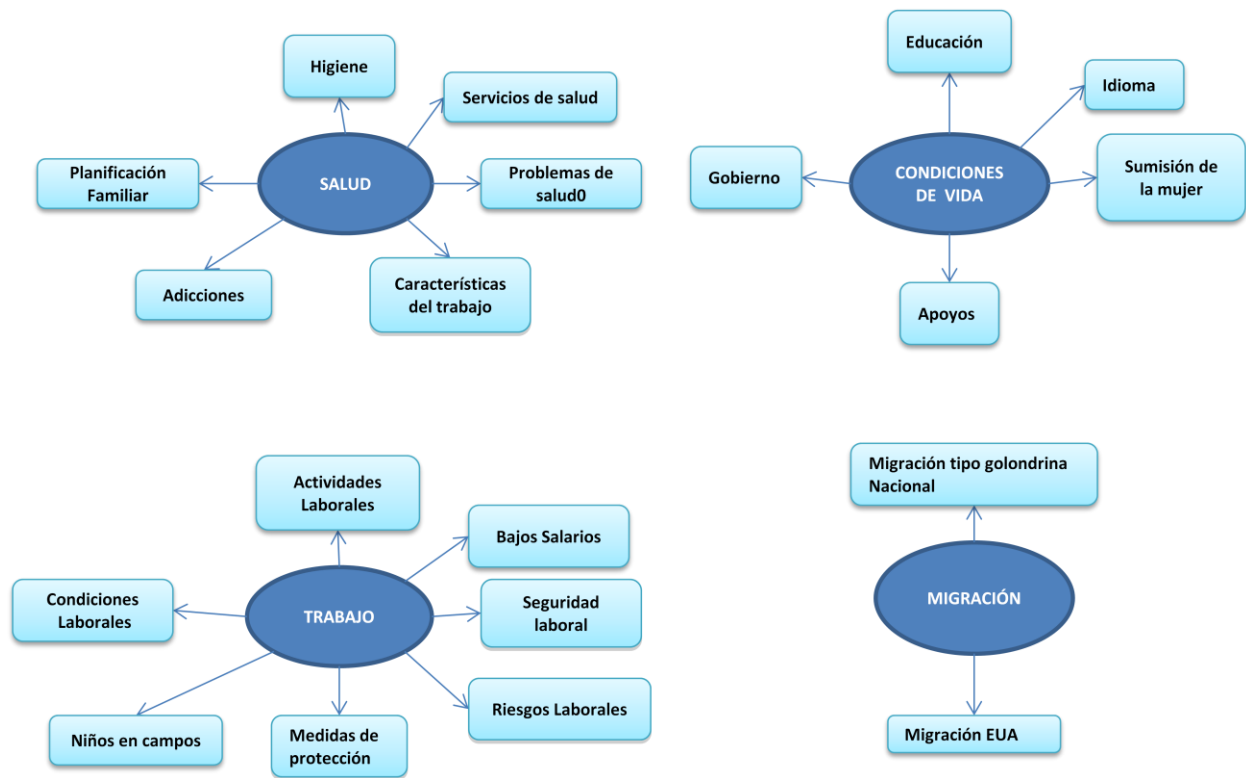 Higiene
Servicios de salud
Planificación
Familiar
SALUD
Problemas de
salud0
Adicciones
Características
del trabajo
Educación
Idioma
Gobierno
CONDICIONES
DE VIDA
Sumisión de
la mujer
Apoyos
Actividades
Laborales
Bajos Salarios
Condiciones
Laborales
TRABAJO
Seguridad
laboral
Niños en campos
Medidas de
protección
Riesgos Laborales
Migración tipo golondrina
Nacional
MIGRACIÓN
Migración EUA